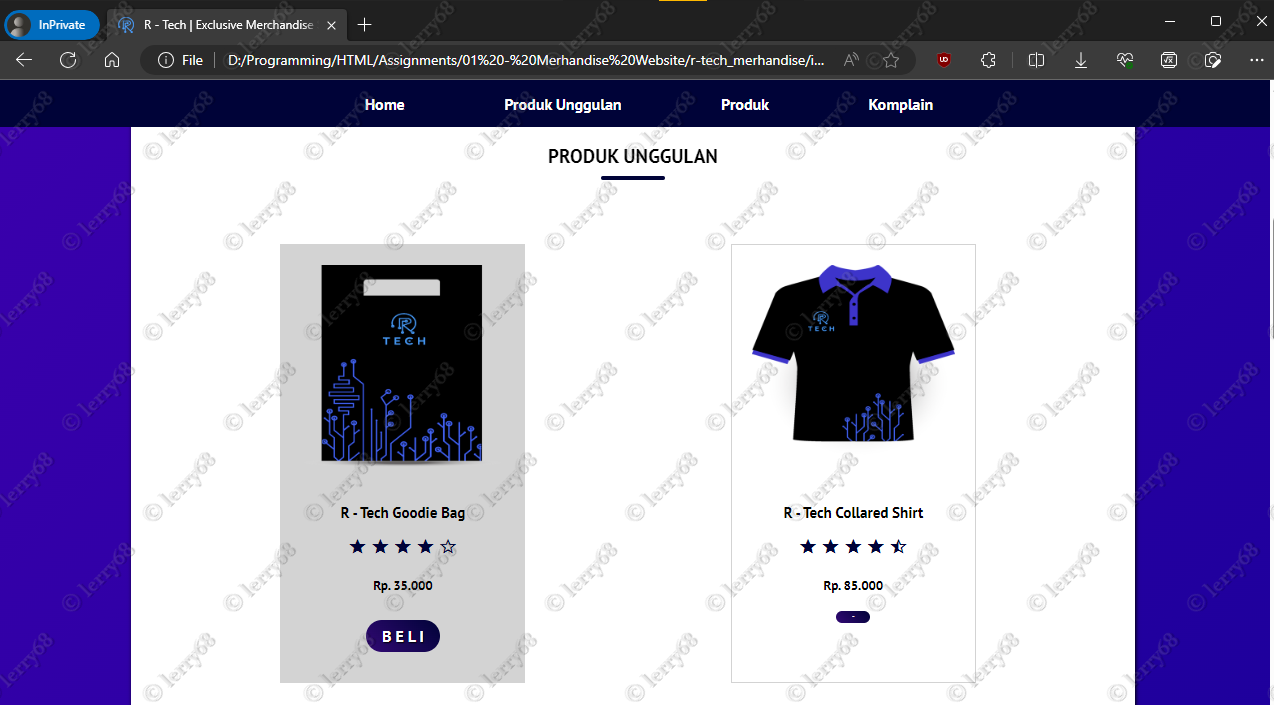 InPrivate
R - Tech | Exclusive Merchandise
File
D:/Programming/HTML/Assignments/01%20-%20Merhandise%20Website/r-tech_merhandise/i...
Home
Produk Unggulan
Produk
Komplain
PRODUK UNGGULAN
TECH
TECH
R - Tech Goodie Bag
R - Tech Collared Shirt
Rp. 35.000
Rp. 85.000
BELI
-
© lerry68